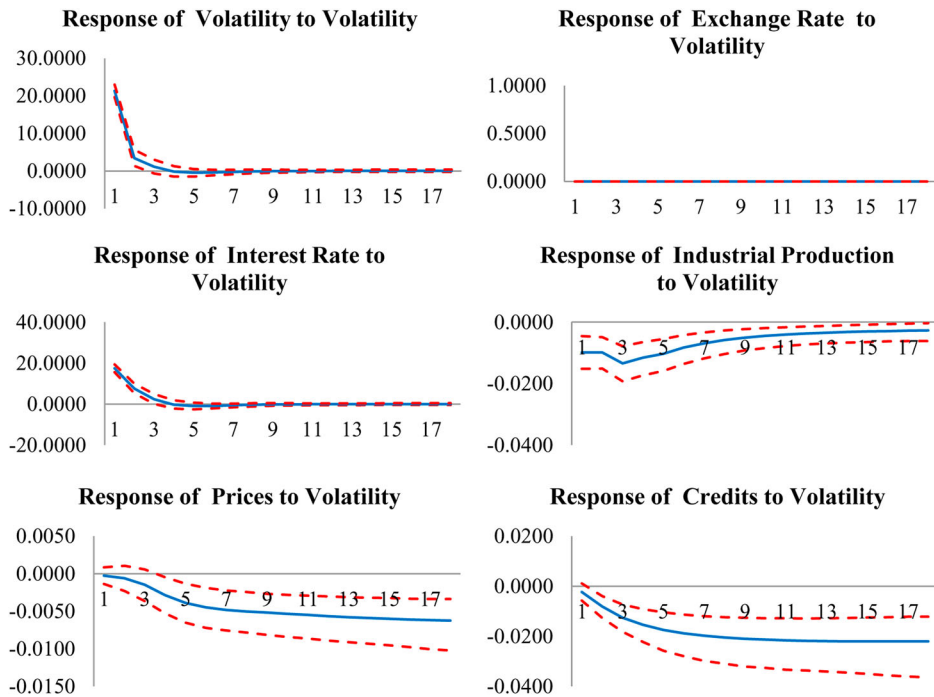 Response of Volatility to Volatility
30.0000
20.0000
10.0000
0.0000
-10.0000
1 3 5 7 9 11 13 15 17
Response of Exchange Rate to
Volatility
1.0000
0.5000
0.0000
1 3 5 7 9 11 13 15 17
Response of Interest Rate to
Volatility
40.0000
20.0000
0.0000
-20.0000
1 3 5 7 9 11 13 15 17
Response of Industrial Production
to Volatility
0.0000
-0.0200
-0.0400
1 3 5 7 9 11 13 15 17
Response of Prices to Volatility
0.0050
0.0000
-0.0050
-0.0100
-0.0150
1 3 5 7 9 11 13 15 17
Response of Credits to Volatility
0.0200
0.0000
-0.0200
-0.0400
1 3 5 7 9 11 13 15 17